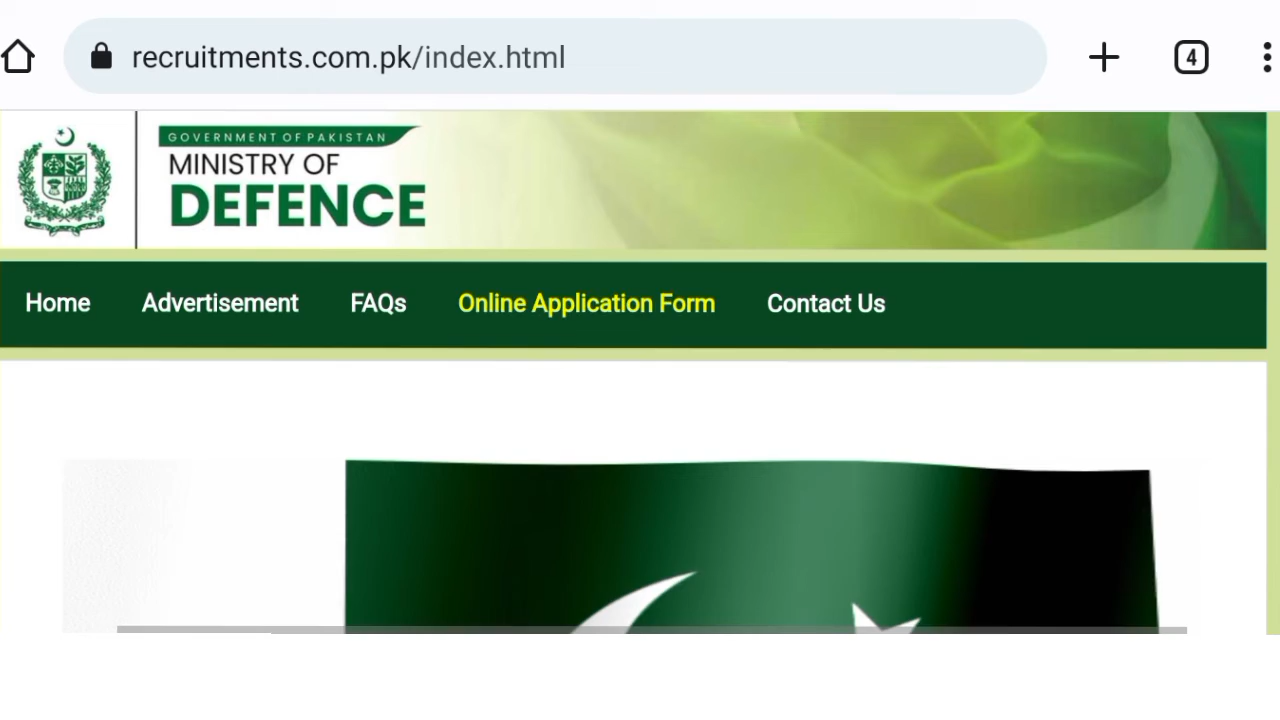 recruitments.com.pk/index.html
4
GOVERNMENT OF PAKISTAN
MINISTRY OF
DEFENCE
Home Advertisement FAQs Online Application Form Contact Us